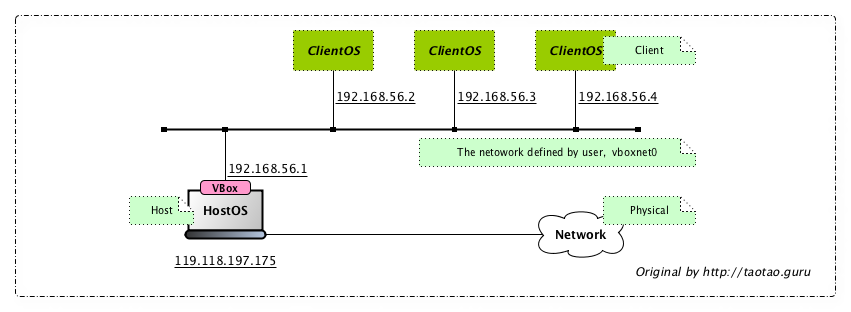 ClientOS
ClientOS
ClientOS
Client
192.168.56.2
192.168.56.3
192.168.56.4
The netowork defined by user, vboxnet0
192.168.56.1
VBox
Host
HostOS
Physical
Network
119.118.197.175
Original by http://taotao.guru